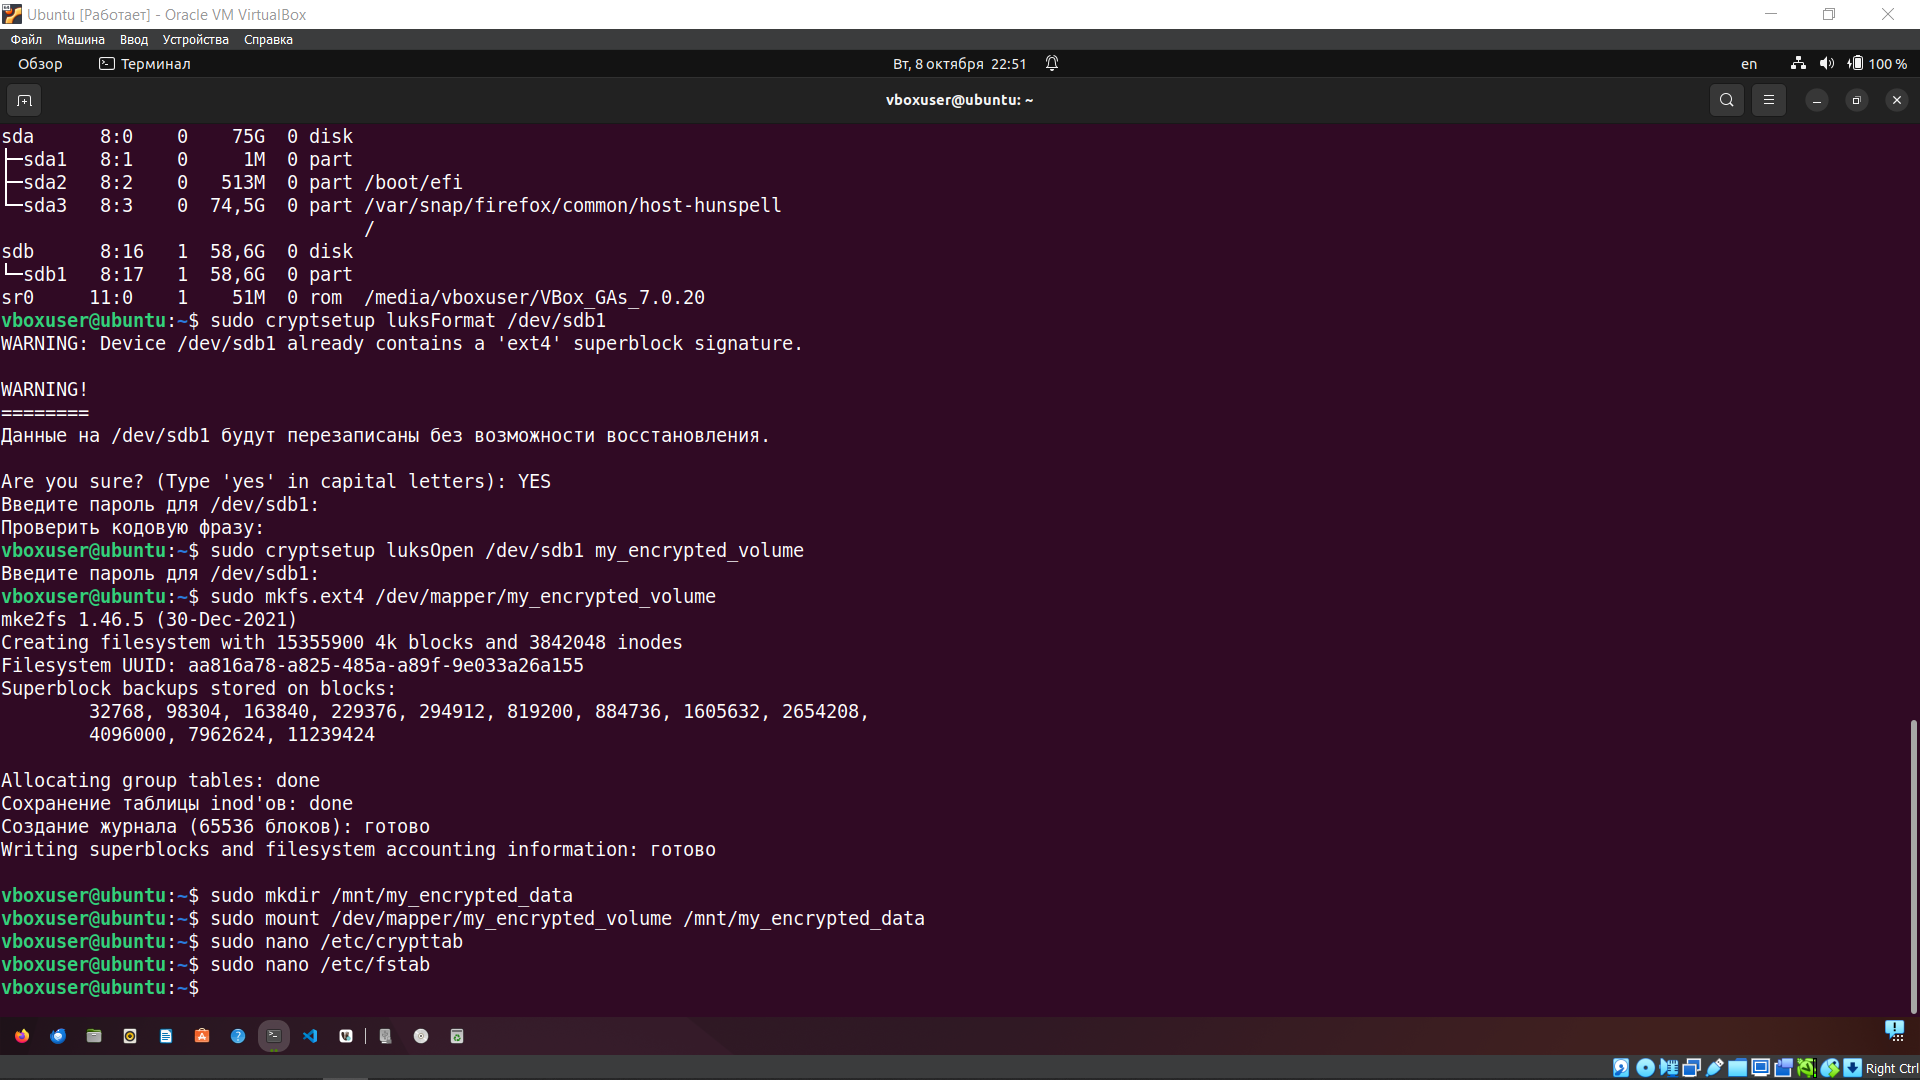 Ubuntu [Работает] - Oracle VM VirtualBox
Файл Машина Ввод Устройства Справка
Обзор Терминал Вт, 8 октября 22:51 en 100 %
vboxuser@ubuntu: ~
sda 8:0 0 75G 0 disk
├─sda1 8:1 0 1M 0 part
├─sda2 8:2 0 513M 0 part /boot/efi
└─sda3 8:3 0 74,5G 0 part /var/snap/firefox/common/host-hunspell
/
sdb 8:16 1 58,6G 0 disk
└─sdb1 8:17 1 58,6G 0 part
sr0 11:0 1 51M 0 rom /media/vboxuser/VBox_GAs_7.0.20
vboxuser@ubuntu:~$ sudo cryptsetup luksFormat /dev/sdb1
WARNING: Device /dev/sdb1 already contains a 'ext4' superblock signature.
WARNING!
========
Данные на /dev/sdb1 будут перезаписаны без возможности восстановления.
Are you sure? (Type 'yes' in capital letters): YES
Введите пароль для /dev/sdb1:
Проверить кодовую фразу:
vboxuser@ubuntu:~$ sudo cryptsetup luksOpen /dev/sdb1 my_encrypted_volume
Введите пароль для /dev/sdb1:
vboxuser@ubuntu:~$ sudo mkfs.ext4 /dev/mapper/my_encrypted_volume
mke2fs 1.46.5 (30-Dec-2021)
Creating filesystem with 15355900 4k blocks and 3842048 inodes
Filesystem UUID: aa816a78-a825-485a-a89f-9e033a26a155
Superblock backups stored on blocks:
32768, 98304, 163840, 229376, 294912, 819200, 884736, 1605632, 2654208,
4096000, 7962624, 11239424
Allocating group tables: done
Сохранение таблицы inod'ов: done
Создание журнала (65536 блоков): готово
Writing superblocks and filesystem accounting information: готово
vboxuser@ubuntu:~$ sudo mkdir /mnt/my_encrypted_data
vboxuser@ubuntu:~$ sudo mount /dev/mapper/my_encrypted_volume /mnt/my_encrypted_data
vboxuser@ubuntu:~$ sudo nano /etc/crypttab
vboxuser@ubuntu:~$ sudo nano /etc/fstab
vboxuser@ubuntu:~$
Right Ctrl